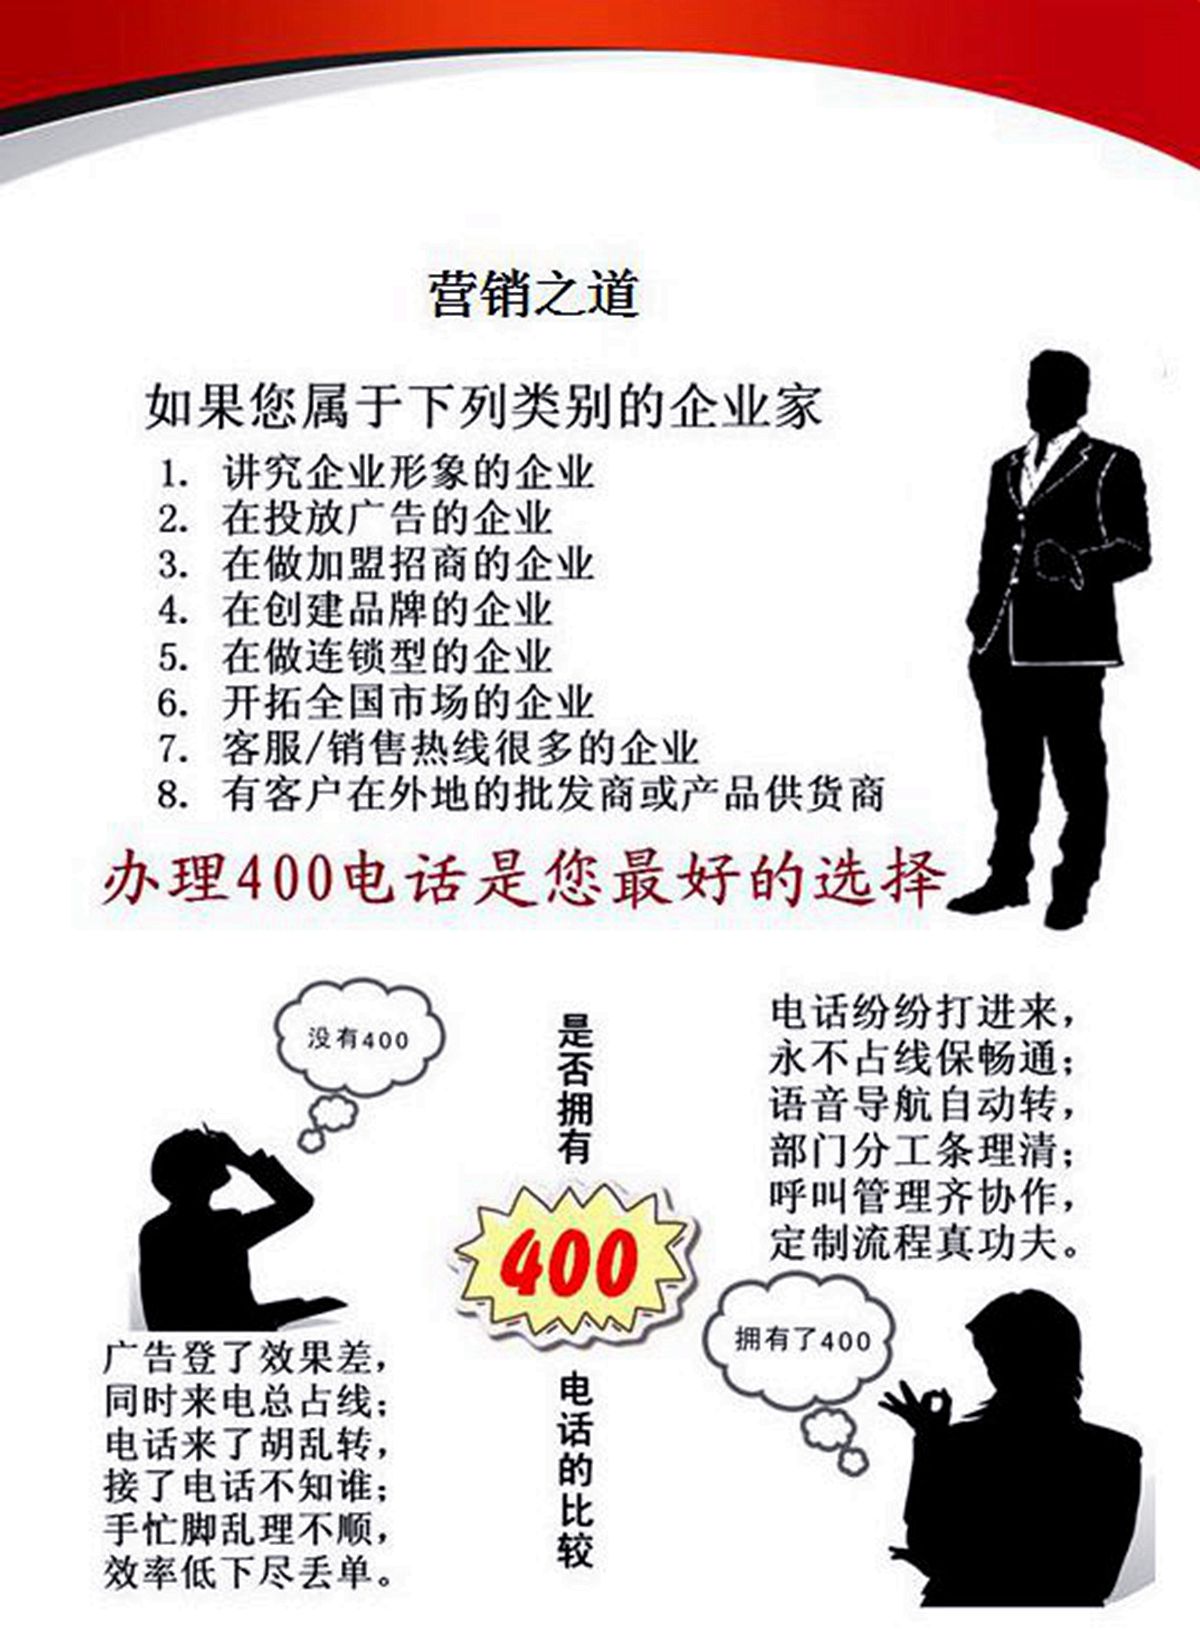 营销之道
如果您属于下列类别的企业家
1. 讲究企业形象的企业
2. 在投放广告的企业
3. 在做加盟招商的企业
4. 在创建品牌的企业
5. 在做连锁型的企业
6. 开拓全国市场的企业
7. 客服/销售热线很多的企业
8. 有客户在外地的批发商或产品供货商
办理400电话是您最好的选择
没有400
广告登了效果差，
同时来电总占线；
电话来了胡乱转，
接了电话不知谁；
手忙脚乱理不顺，
效率低下尽丢单。
是否拥有
400
电话的比较
电话纷纷打进来，
永不占线保畅通；
语音导航自动转，
部门分工条理清；
呼叫管理齐协作，
定制流程真功夫。
拥有了400